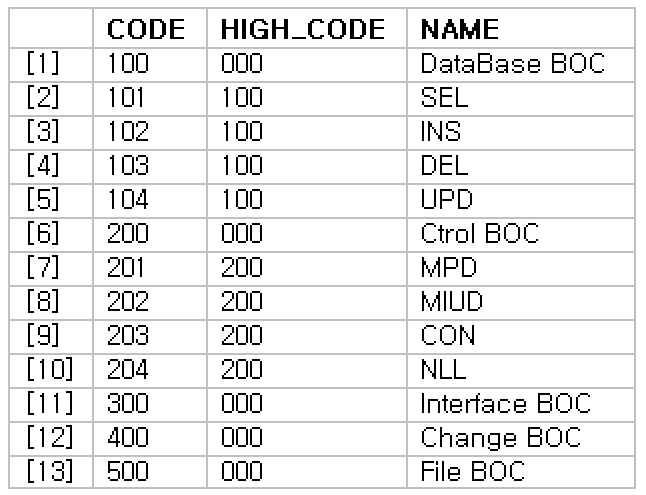 CODE HIGH_CODE NAME
[1] 100 000 DataBase BOC
[2] 101 100 SEL
[3] 102 100 INS
[4] 103 100 DEL
[5] 104 100 UPD
[6] 200 000 Ctrol BOC
[7] 201 200 MPD
[8] 202 200 MIUD
[9] 203 200 CON
[10] 204 200 NLL
[11] 300 000 Interface BOC
[12] 400 000 Change BOC
[13] 500 000 File BOC